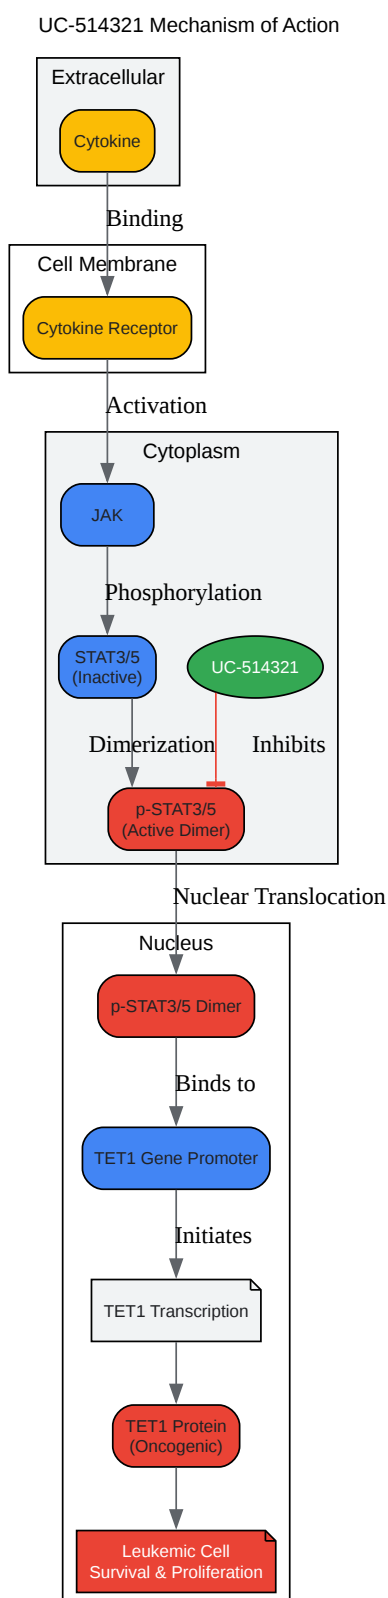 UC-514321 Mechanism of Action
Extracellular
Cytokine
Binding
Cell Membrane
Cytokine Receptor
Activation
Cytoplasm
JAK
Phosphorylation
STAT3/5
(Inactive)
UC-514321
Dimerization
Inhibits
p-STAT3/5
(Active Dimer)
Nuclear Translocation
Nucleus
p-STAT3/5 Dimer
Binds to
TET1 Gene Promoter
Initiates
TET1 Transcription
TET1 Protein
(Oncogenic)
Leukemic Cell
Survival & Proliferation